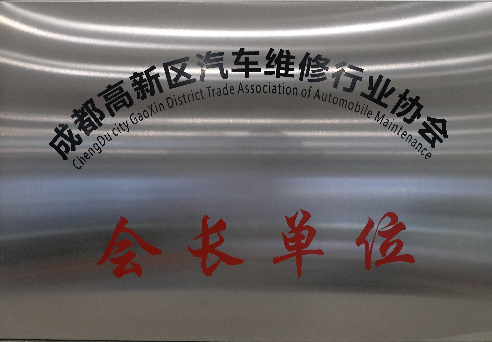 成都高新区汽车维修行业协会
ChengDu city GaoXin District Trade Association of Automobile Maintenance
会长单位